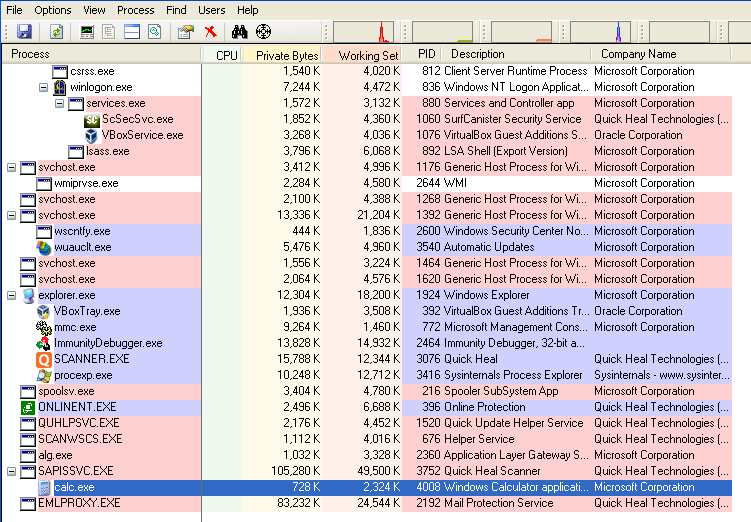 File Options View Process Find Users Help
Process CPU Private Bytes Working Set PID Description Company Name
csrss.exe 1,540 K 4,020 K 812 Client Server Runtime Process Microsoft Corporation
winlogon.exe 7,244 K 4,472 K 836 Windows NT Logon Applicat... Microsoft Corporation
services.exe 1,572 K 3,132 K 880 Services and Controller app Microsoft Corporation
ScSecSvc.exe 1,852 K 4,360 K 1060 SurfCanister Security Service Quick Heal Technologies (...
VBoxService.exe 3,268 K 4,036 K 1076 VirtualBox Guest Additions S... Oracle Corporation
lsass.exe 3,796 K 6,068 K 892 LSA Shell (Export Version) Microsoft Corporation
svchost.exe 3,412 K 4,996 K 1176 Generic Host Process for Wi... Microsoft Corporation
wmiprvse.exe 2,284 K 4,580 K 2644 WMI Microsoft Corporation
svchost.exe 2,100 K 4,388 K 1268 Generic Host Process for Wi... Microsoft Corporation
svchost.exe 13,336 K 21,204 K 1392 Generic Host Process for Wi... Microsoft Corporation
wscntfy.exe 444 K 1,836 K 2600 Windows Security Center No... Microsoft Corporation
wuauclt.exe 5,476 K 4,960 K 3540 Automatic Updates Microsoft Corporation
svchost.exe 1,556 K 3,224 K 1464 Generic Host Process for Wi... Microsoft Corporation
svchost.exe 2,064 K 4,576 K 1620 Generic Host Process for Wi... Microsoft Corporation
explorer.exe 12,304 K 18,200 K 1924 Windows Explorer Microsoft Corporation
VBoxTray.exe 1,936 K 3,508 K 392 VirtualBox Guest Additions Tr... Oracle Corporation
mmc.exe 9,264 K 1,460 K 772 Microsoft Management Cons... Microsoft Corporation
ImmunityDebugger.exe 13,828 K 14,932 K 2464 Immunity Debugger, 32-bit a...
SCANNER.EXE 15,788 K 12,344 K 3076 Quick Heal Quick Heal Technologies (...
procexp.exe 10,248 K 12,712 K 3416 Sysinternals Process Explorer Sysinternals - www.sysinter...
spoolsv.exe 3,404 K 4,780 K 216 Spooler SubSystem App Microsoft Corporation
ONLINENT.EXE 2,496 K 6,688 K 396 Online Protection Quick Heal Technologies (...
QUHLPSVC.EXE 2,176 K 4,452 K 1520 Quick Update Helper Service Quick Heal Technologies (...
SCANWSCS.EXE 1,112 K 4,016 K 676 Helper Service Quick Heal Technologies (...
alg.exe 1,032 K 3,328 K 2360 Application Layer Gateway S... Microsoft Corporation
SAPISSVC.EXE 105,280 K 49,500 K 3752 Quick Heal Scanner Quick Heal Technologies (...
calc.exe 728 K 2,324 K 4008 Windows Calculator applicati... Microsoft Corporation
EMLPROXY.EXE 83,232 K 24,544 K 2192 Mail Protection Service Quick Heal Technologies (...